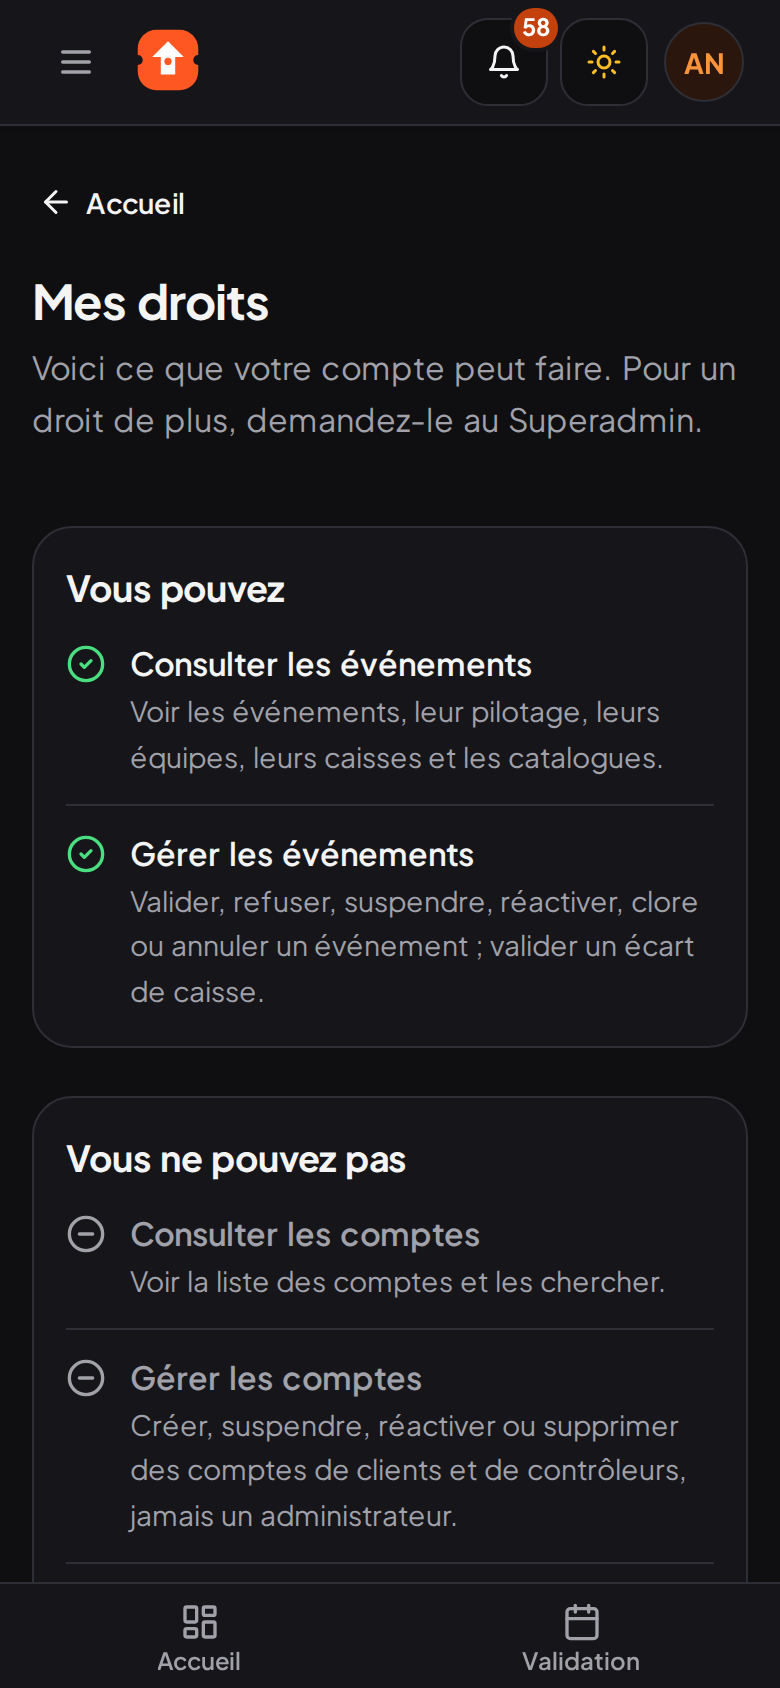 58
AN
Accueil
Mes droits
Voici ce que votre compte peut faire. Pour un
droit de plus, demandez-le au Superadmin.
Vous pouvez
Consulter les événements
Voir les événements, leur pilotage, leurs
équipes, leurs caisses et les catalogues.
Gérer les événements
Valider, refuser, suspendre, réactiver, clore
ou annuler un événement ; valider un écart
de caisse.
Vous ne pouvez pas
Consulter les comptes
Voir la liste des comptes et les chercher.
Gérer les comptes
Créer, suspendre, réactiver ou supprimer
des comptes de clients et de contrôleurs,
jamais un administrateur.
Accueil
Validation